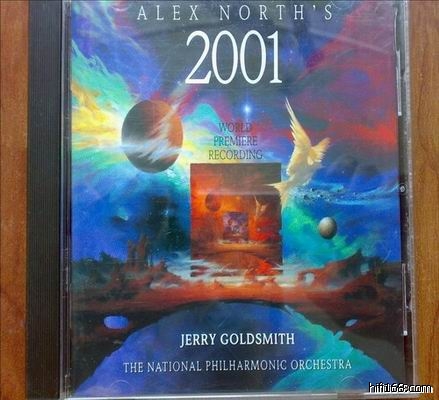 ALEX NORTH'S
2001
WORLD
PREMIERE
RECORDING
JERRY GOLDSMITH
THE NATIONAL PHILHARMONIC ORCHESTRA
hifi168.com